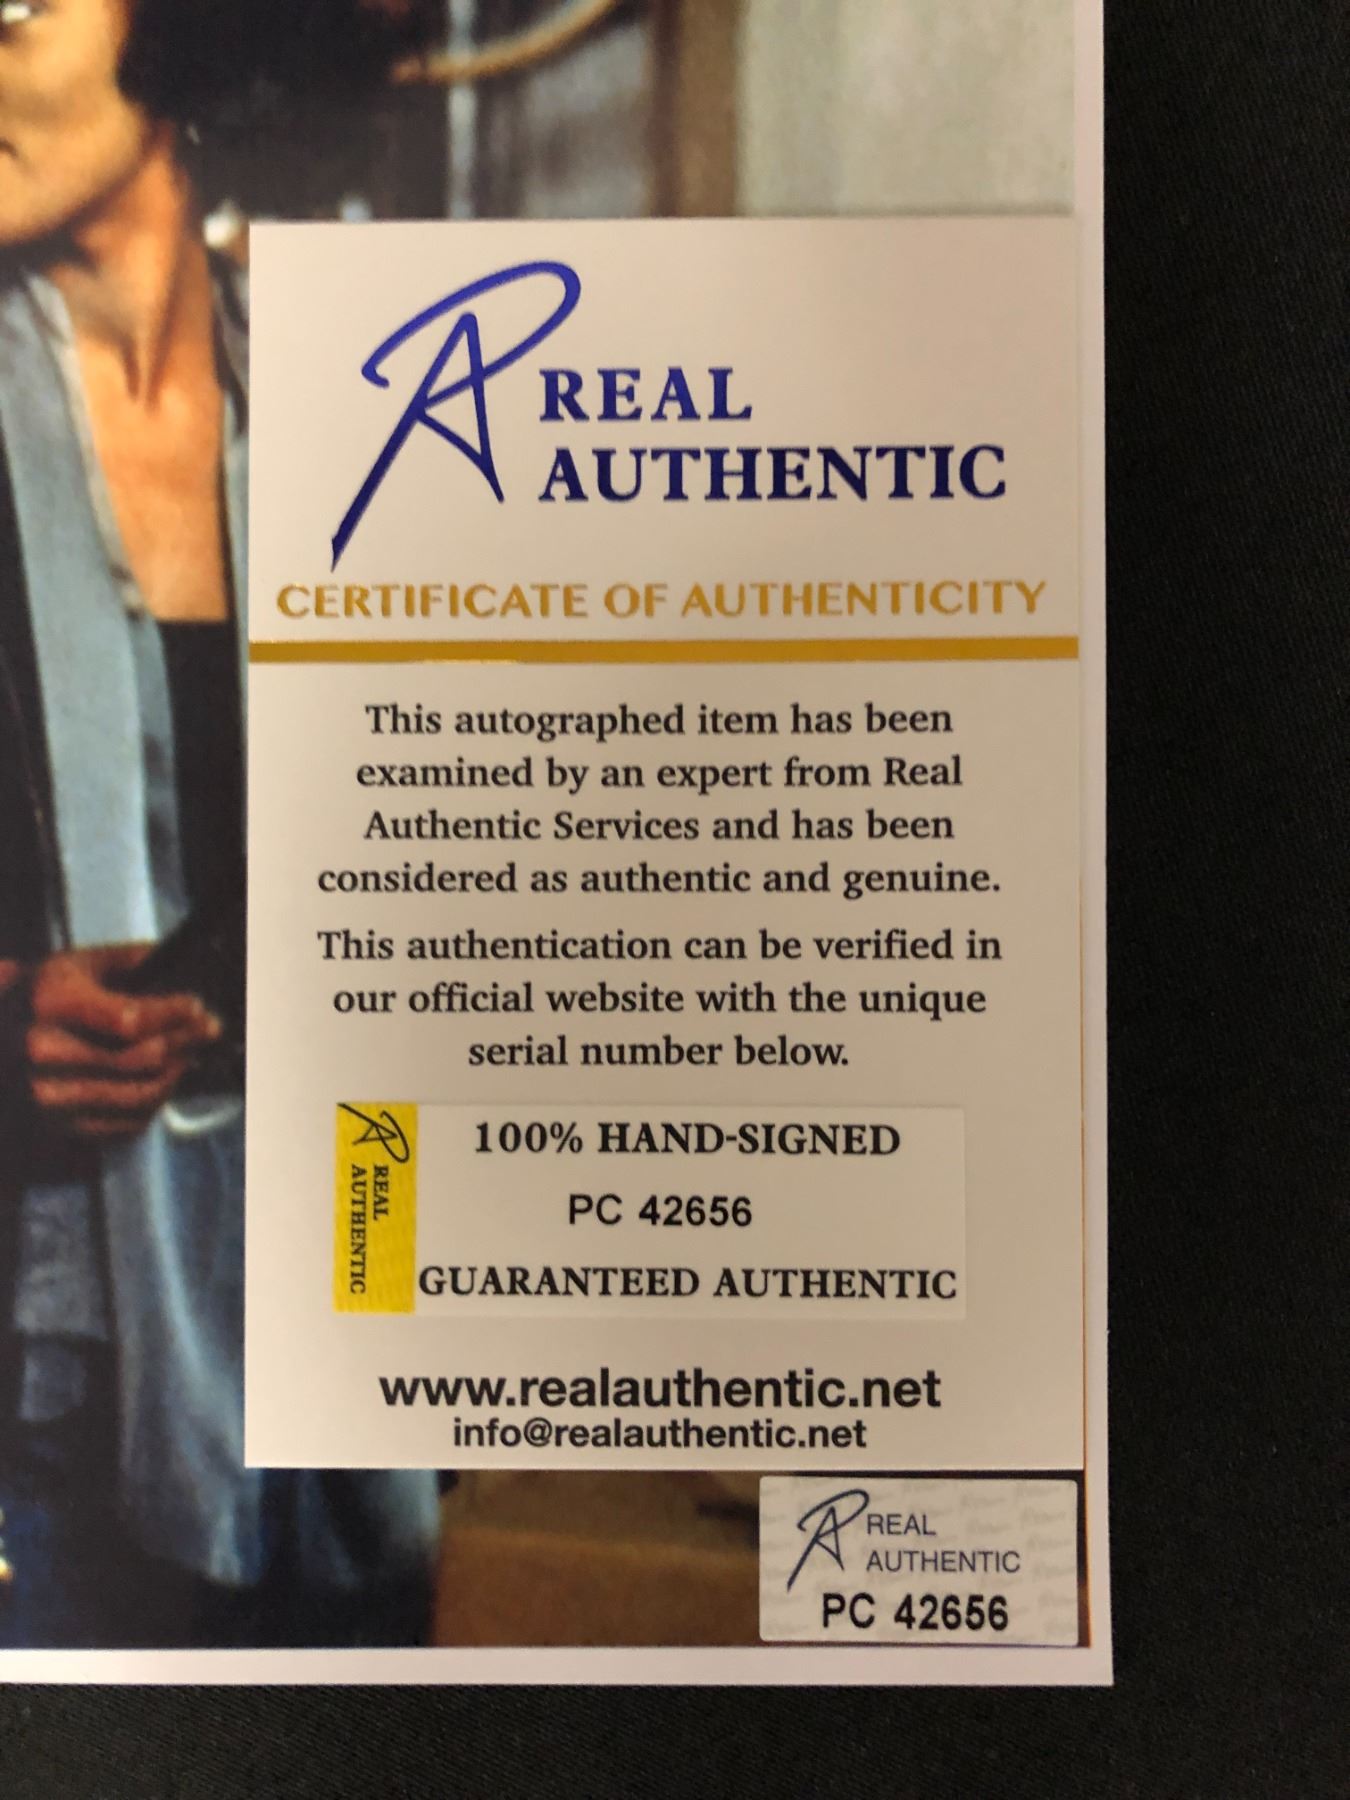 REAL
AUTHENTIC
CERTIFICATE OF AUTHENTICITY
This autographed item has been
examined by an expert from Real
Authentic Services and has been
considered as authentic and genuine.
This authentication can be verified in
our official website with the unique
serial number below.
REAL
AUTHENTIC
100% HAND-SIGNED
PC 42656
GUARANTEED AUTHENTIC
www.realauthentic.net
info@realauthentic.net
REAL
AUTHENTIC
PC 42656